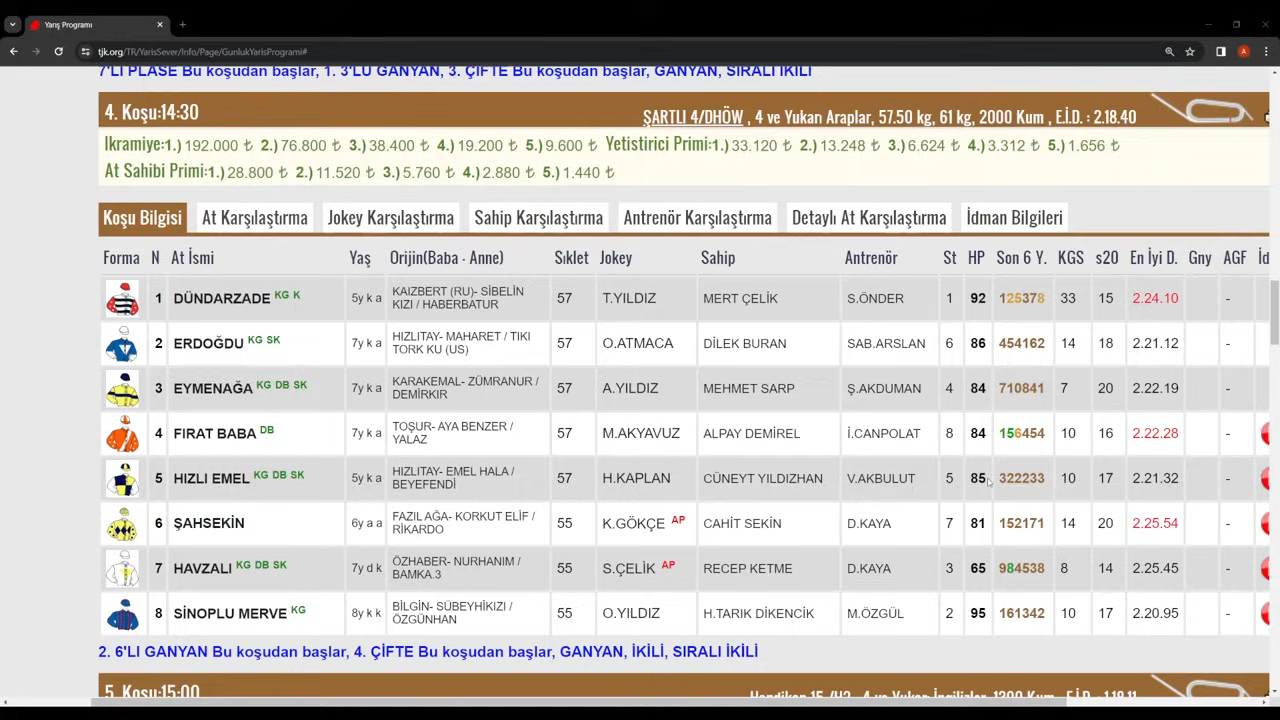 Yarış Programı
tjk.org/TR/YarisSever/Info/Page/GunlukYarisProgrami#
A
7'Lİ PLASE Bu koşudan başlar, 1. 3'LÜ GANYAN, 3. ÇİFTE Bu koşudan başlar, GANYAN, SIRALI İKİLİ
4. Koşu:14:30 ŞARTLI 4/DHÖW , 4 ve Yukarı Araplar, 57.50 kg, 61 kg, 2000 Kum , E.İ.D. : 2.18.40
Ikramiye:1.) 192.000 ₺ 2.) 76.800 ₺ 3.) 38.400 ₺ 4.) 19.200 ₺ 5.) 9.600 ₺ Yetistirici Primi:1.) 33.120 ₺ 2.) 13.248 ₺ 3.) 6.624 ₺ 4.) 3.312 ₺ 5.) 1.656 ₺
At Sahibi Primi:1.) 28.800 ₺ 2.) 11.520 ₺ 3.) 5.760 ₺ 4.) 2.880 ₺ 5.) 1.440 ₺
Koşu Bilgisi At Karşılaştırma Jokey Karşılaştırma Sahip Karşılaştırma Antrenör Karşılaştırma Detaylı At Karşılaştırma İdman Bilgileri
Forma N At İsmi Yaş Orijin(Baba - Anne) Sıklet Jokey Sahip Antrenör St HP Son 6 Y. KGS s20 En İyi D. Gny AGF İd
1 DÜNDARZADE KG K 5y k a KAIZBERT (RU)- SİBELİN KIZI / HABERBATUR 57 T.YILDIZ MERT ÇELİK S.ÖNDER 1 92 125378 33 15 2.24.10 -
2 ERDOĞDU KG SK 7y k a HIZLITAY- MAHARET / TIKI TORK KU (US) 57 O.ATMACA DİLEK BURAN SAB.ARSLAN 6 86 454162 14 18 2.21.12 -
3 EYMENAĞA KG DB SK 7y k a KARAKEMAL- ZÜMRANUR / DEMİRKIR 57 A.YILDIZ MEHMET SARP Ş.AKDUMAN 4 84 710841 7 20 2.22.19 -
4 FIRAT BABA DB 7y k a TOŞUR- AYA BENZER / YALAZ 57 M.AKYAVUZ ALPAY DEMİREL İ.CANPOLAT 8 84 156454 10 16 2.22.28 -
5 HIZLI EMEL KG DB SK 5y k a HIZLITAY- EMEL HALA / BEYEFENDİ 57 H.KAPLAN CÜNEYT YILDIZHAN V.AKBULUT 5 85 322233 10 17 2.21.32 -
6 ŞAHSEKİN 6y a a FAZIL AĞA- KORKUT ELİF / RİKARDO 55 K.GÖKÇE AP CAHİT SEKİN D.KAYA 7 81 152171 14 20 2.25.54 -
7 HAVZALI KG DB SK 7y d k ÖZHABER- NURHANIM / BAMKA.3 55 S.ÇELİK AP RECEP KETME D.KAYA 3 65 984538 8 14 2.25.45 -
8 SİNOPLU MERVE KG 8y k k BİLGİN- SÜBEYHİKIZI / ÖZGÜNHAN 55 O.YILDIZ H.TARIK DİKENCİK M.ÖZGÜL 2 95 161342 10 17 2.20.95 -
2. 6'LI GANYAN Bu koşudan başlar, 4. ÇİFTE Bu koşudan başlar, GANYAN, İKİLİ, SIRALI İKİLİ
5. Koşu:15:00 Handikap 15 /H2 , 4 ve Yukarı İngilizler, 1300 Kum , E.İ.D. : 1.19.11